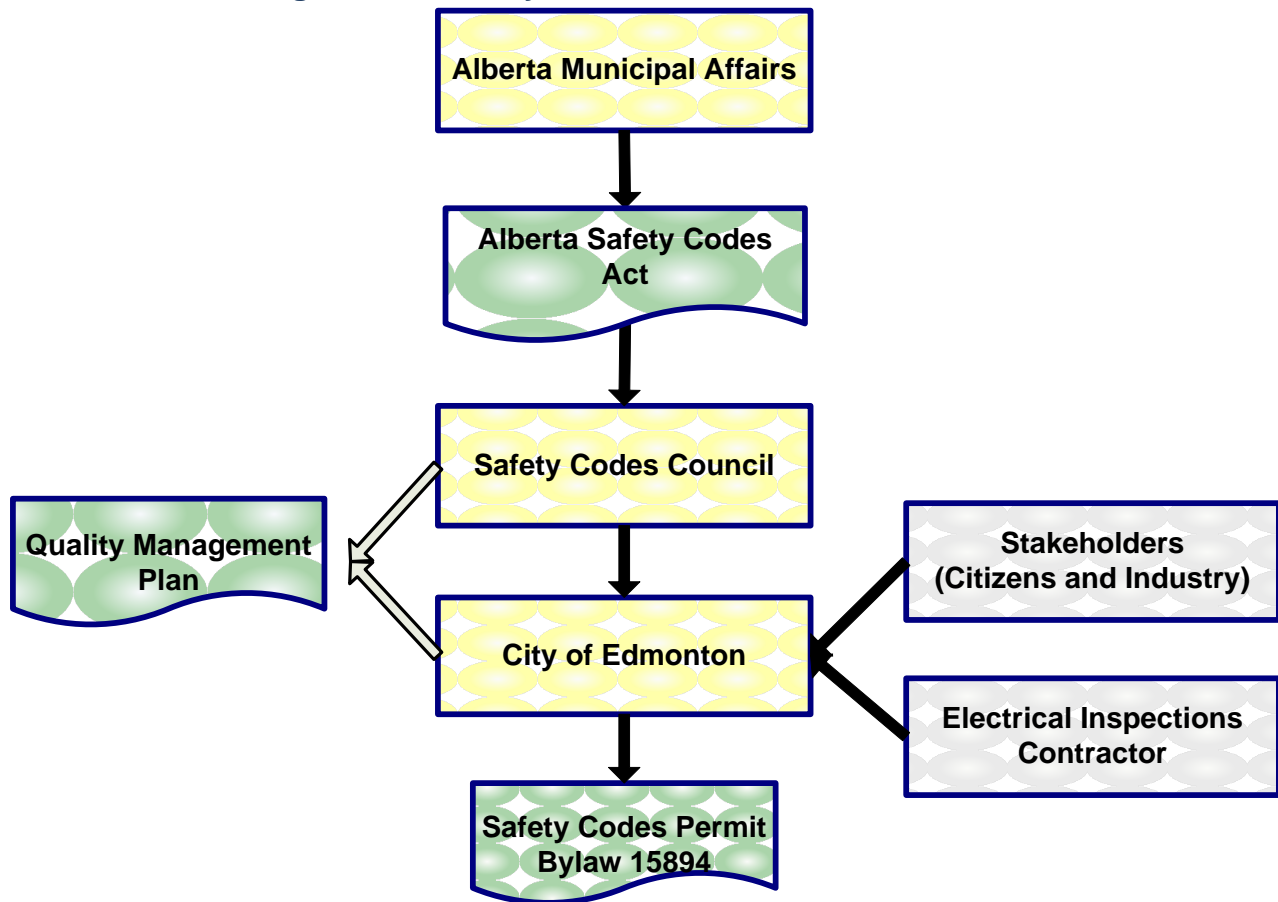 Alberta Municipal Affairs
Alberta Safety Codes
Act
Safety Codes Council
Quality Management
Plan
Stakeholders
(Citizens and Industry)
City of Edmonton
Electrical Inspections
Contractor
Safety Codes Permit
Bylaw 15894